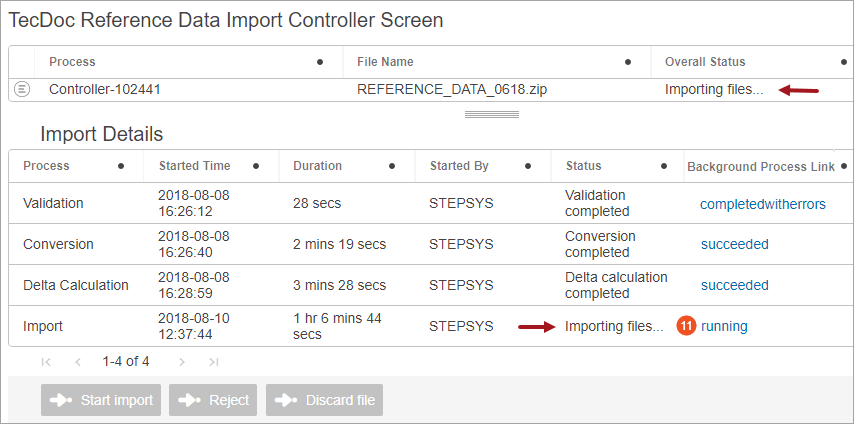 TecDoc Reference Data Import Controller Screen
Process File Name Overall Status
Controller-102441 REFERENCE_DATA_0618.zip Importing files...
Import Details
Process Started Time Duration Started By Status Background Process Link
Validation 2018-08-08 16:26:12 28 secs STEPSYS Validation completed completedwitherrors
Conversion 2018-08-08 16:26:40 2 mins 19 secs STEPSYS Conversion completed succeeded
Delta Calculation 2018-08-08 16:28:59 3 mins 28 secs STEPSYS Delta calculation completed succeeded
Import 2018-08-10 12:37:44 1 hr 6 mins 44 secs STEPSYS Importing files... 11 running
1-4 of 4
Start import Reject Discard file